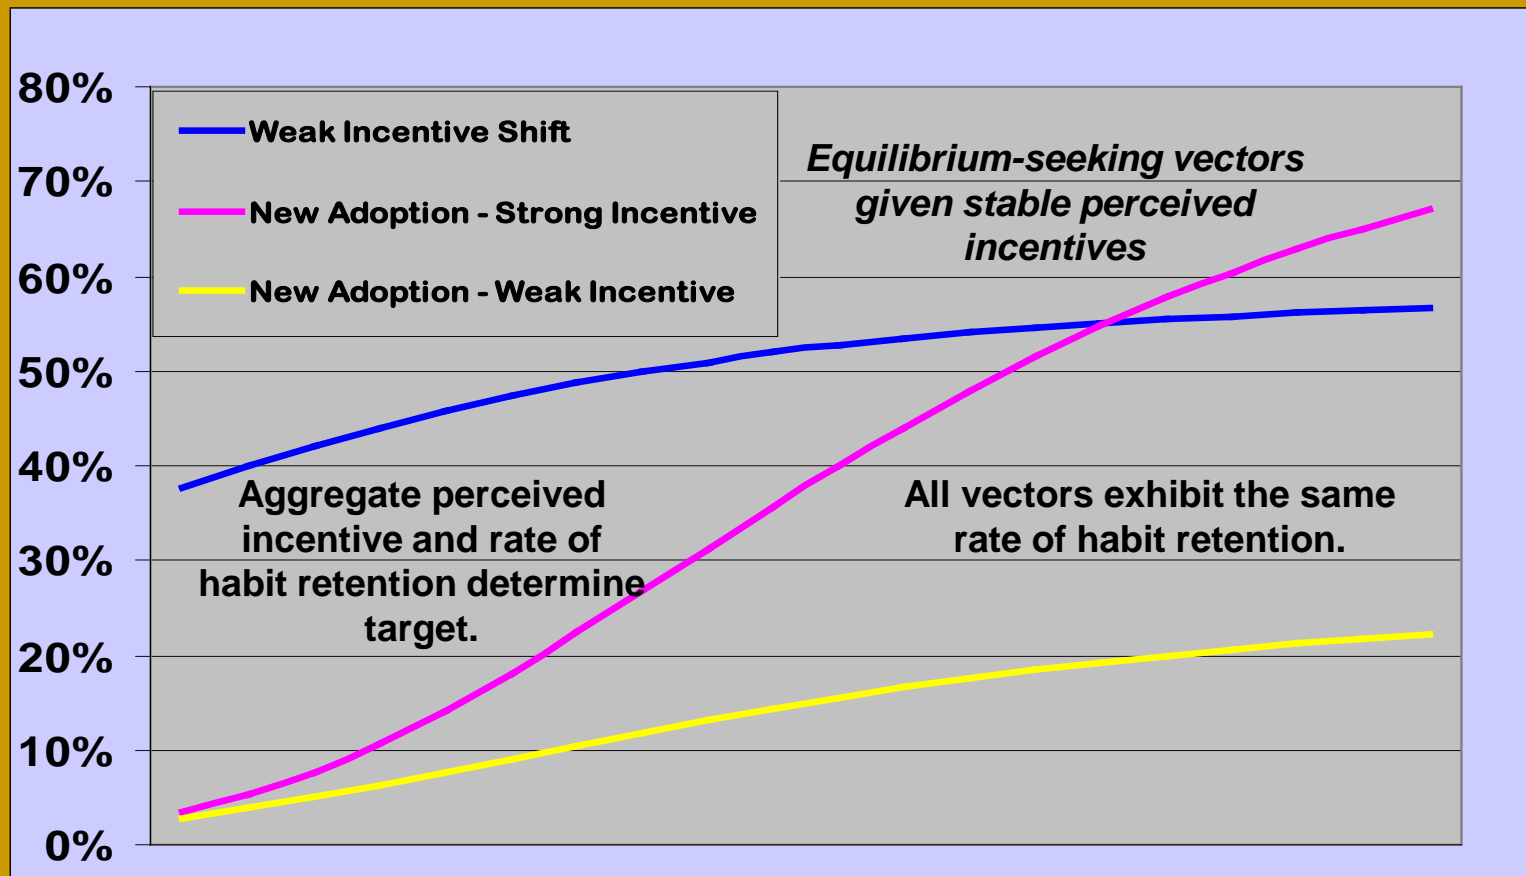 80%
70%
60%
50%
40%
30%
20%
10%
0%
Weak Incentive Shift
New Adoption - Strong Incentive
New Adoption - Weak Incentive
Equilibrium-seeking vectors
given stable perceived
incentives
Aggregate perceived
incentive and rate of
habit retention determine
target.
All vectors exhibit the same
rate of habit retention.